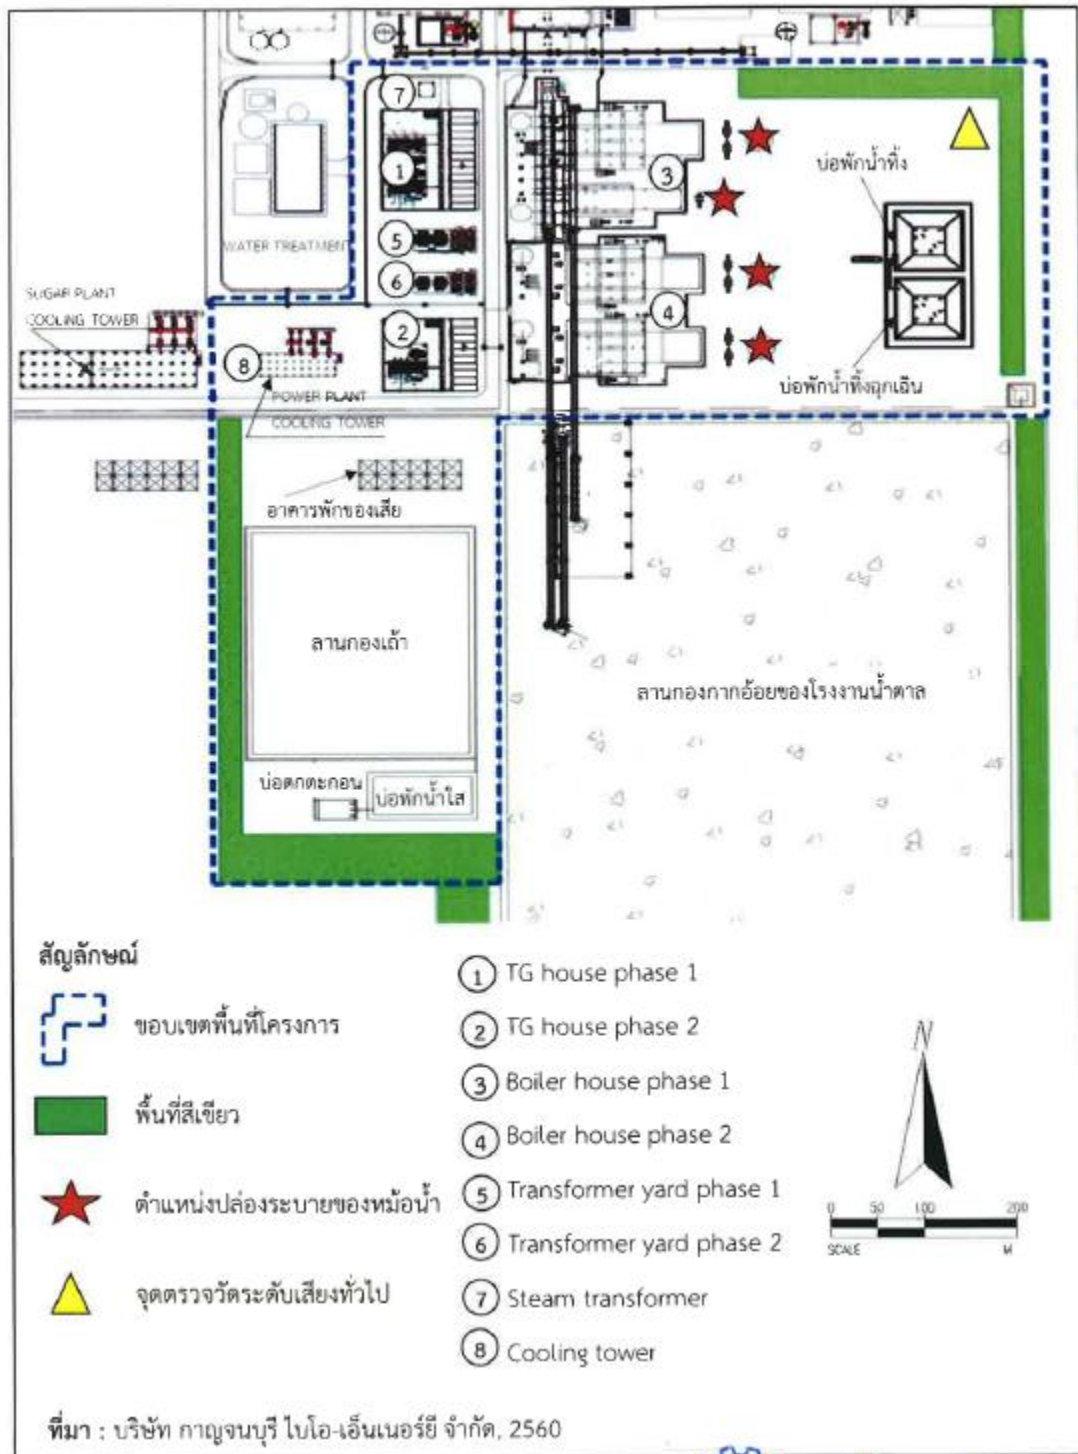 7
1
3
บ่อพักน้ำทิ้ง
WATER TREATMENT
5
6
SUGAR PLANT
COOLING TOWER
2
4
8
บ่อพักน้ำทิ้งฉุกเฉิน
POWER PLANT
COOLING TOWER
อาคารพักของเสีย
ลานกองเถ้า
ลานกองกากอ้อยของโรงงานน้ำตาล
บ่อตกตะกอน
บ่อพักน้ำใส
สัญลักษณ์
ขอบเขตพื้นที่โครงการ
พื้นที่สีเขียว
ตำแหน่งปล่องระบายของหม้อน้ำ
จุดตรวจวัดระดับเสียงทั่วไป
1 TG house phase 1
2 TG house phase 2
3 Boiler house phase 1
4 Boiler house phase 2
5 Transformer yard phase 1
6 Transformer yard phase 2
7 Steam transformer
8 Cooling tower
N
0 50 100 200
SCALE M
ที่มา : บริษัท กาญจนบุรี ไบโอ-เอ็นเนอร์ยี จำกัด, 2560